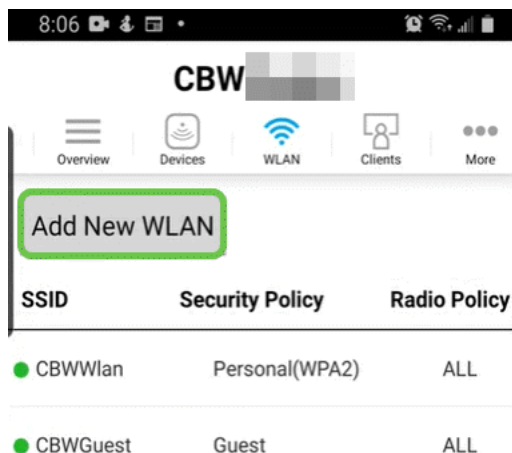 8:06
CBW
Overview Devices WLAN Clients More
Add New WLAN
SSID Security Policy Radio Policy
CBWWlan Personal(WPA2) ALL
CBWGuest Guest ALL